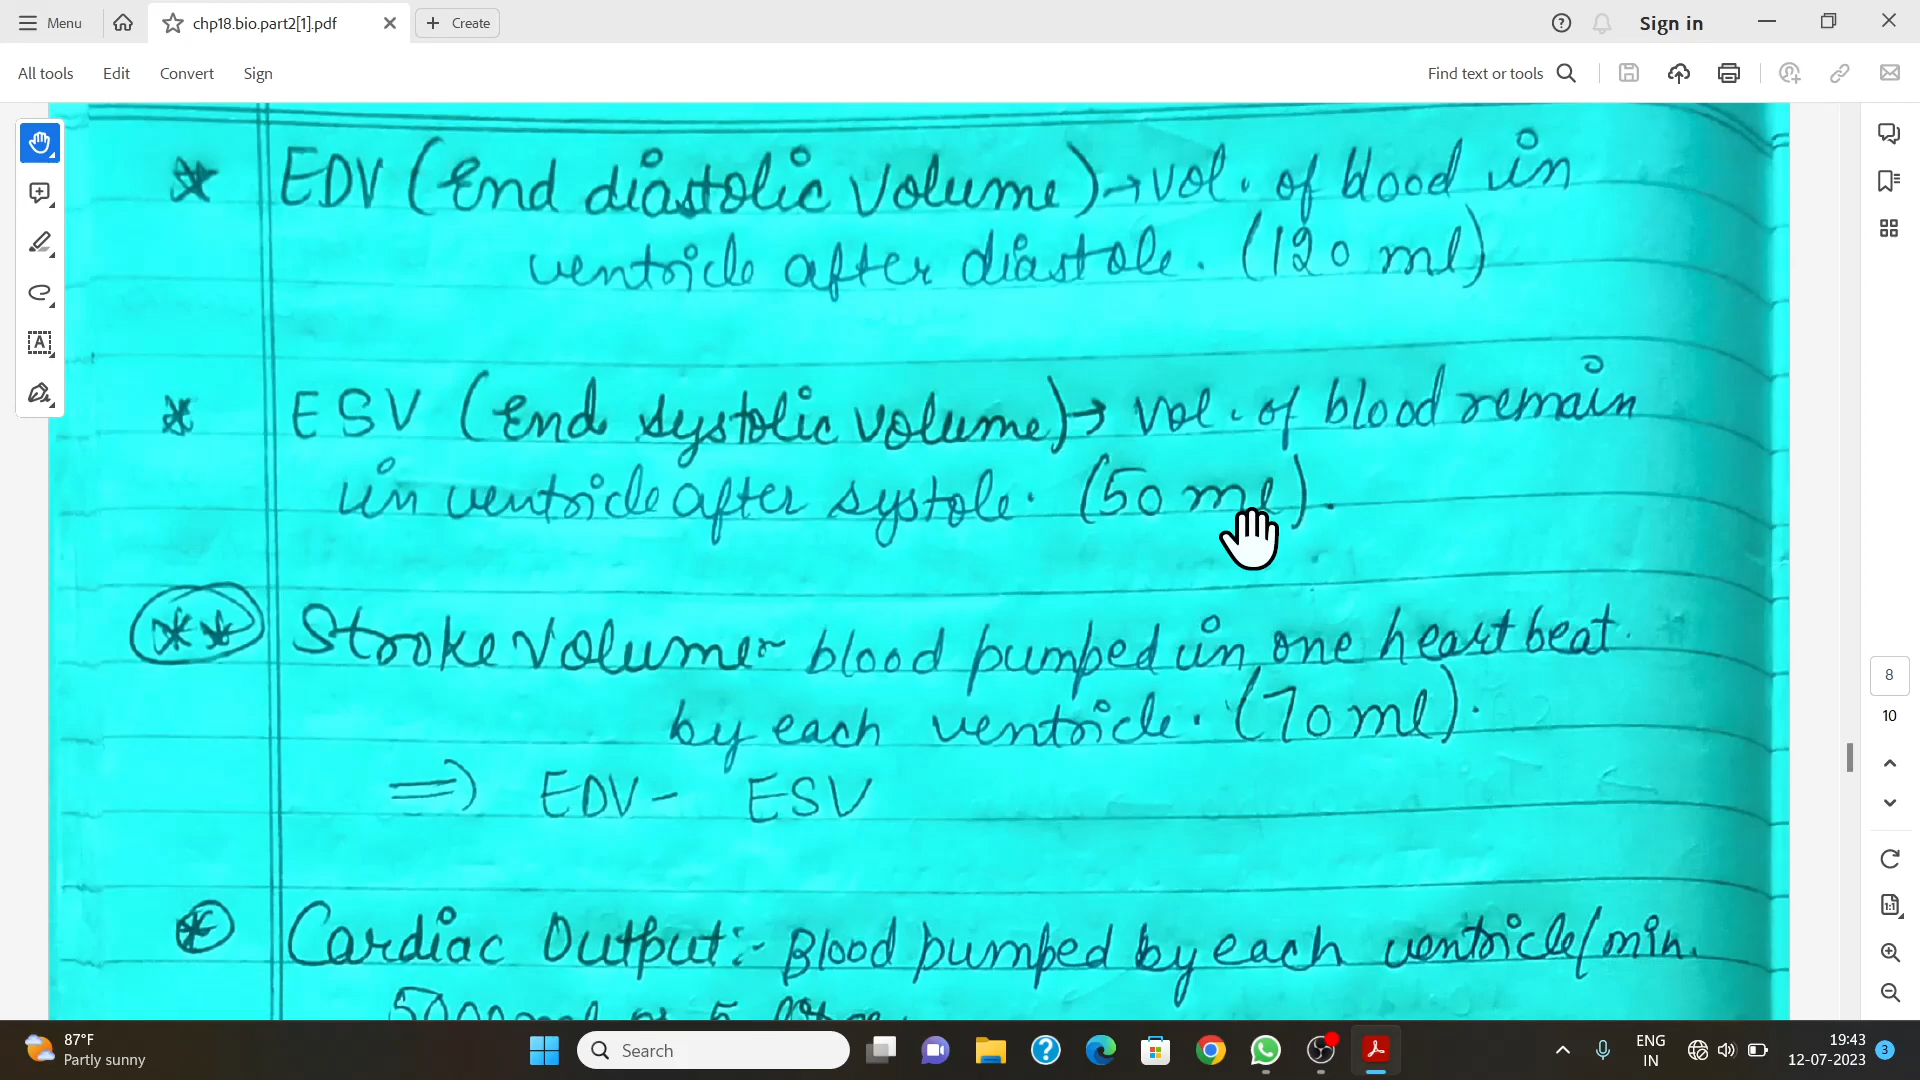 Menu
chp18.bio.part2[1].pdf
Create
Sign in
All tools Edit Convert Sign
Find text or tools
EDV (End diastolic Volume)→vol. of blood in
ventricle after diastole. (120 ml)
ESV (End systolic volume)→ vol. of blood remain
in ventricle after systole. (50 ml).
Stroke Volume~ blood pumped in one heart beat.
by each ventricle. (70 ml).
⇒ EDV - ESV
Cardiac Output:- Blood pumped by each ventricle/min.
8
10
87°F
Partly sunny
Search
ENG
IN
19:43
12-07-2023
3